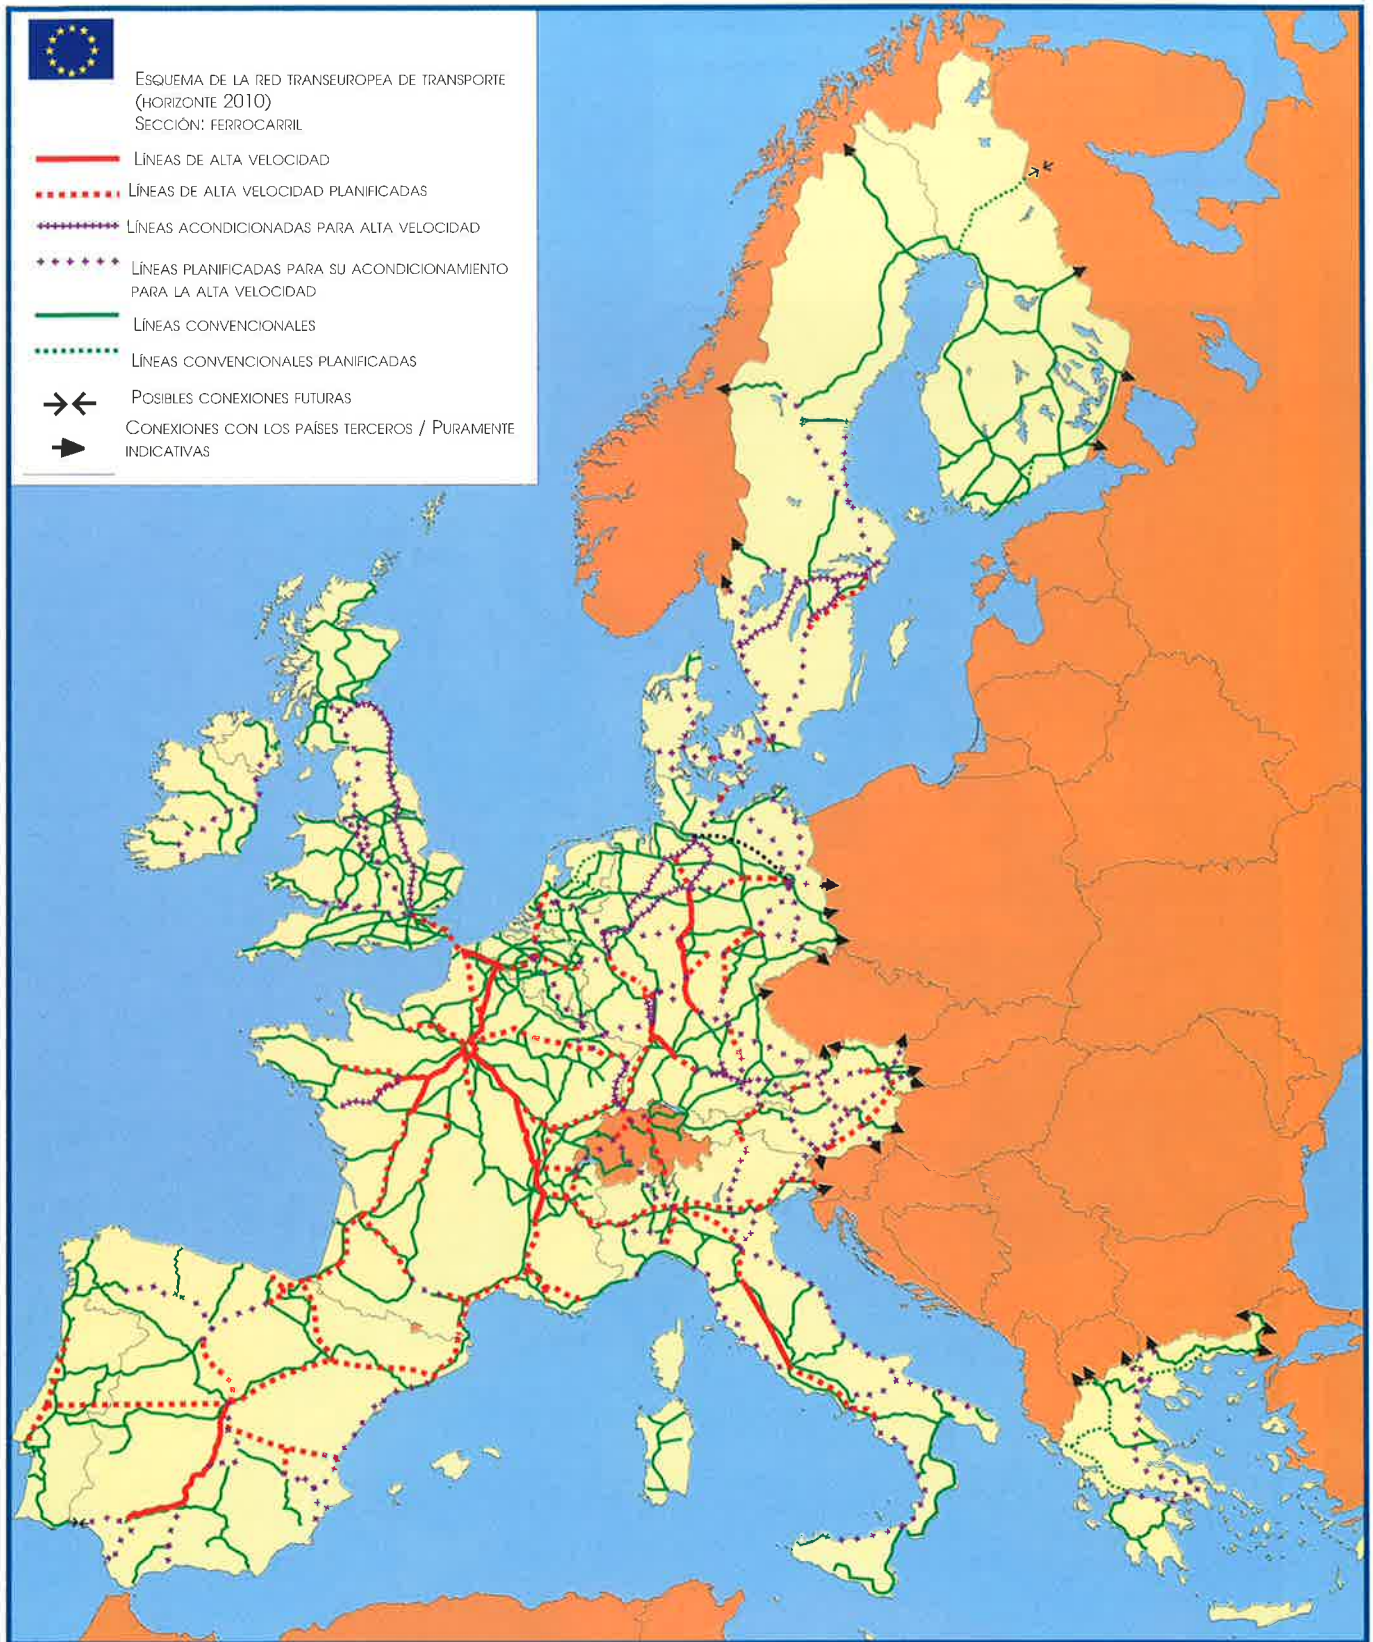 ESQUEMA DE LA RED TRANSEUROPEA DE TRANSPORTE
(HORIZONTE 2010)
SECCIÓN: FERROCARRIL
LÍNEAS DE ALTA VELOCIDAD
LÍNEAS DE ALTA VELOCIDAD PLANIFICADAS
LÍNEAS ACONDICIONADAS PARA ALTA VELOCIDAD
LÍNEAS PLANIFICADAS PARA SU ACONDICIONAMIENTO
PARA LA ALTA VELOCIDAD
LÍNEAS CONVENCIONALES
LÍNEAS CONVENCIONALES PLANIFICADAS
POSIBLES CONEXIONES FUTURAS
CONEXIONES CON LOS PAÍSES TERCEROS / PURAMENTE
INDICATIVAS